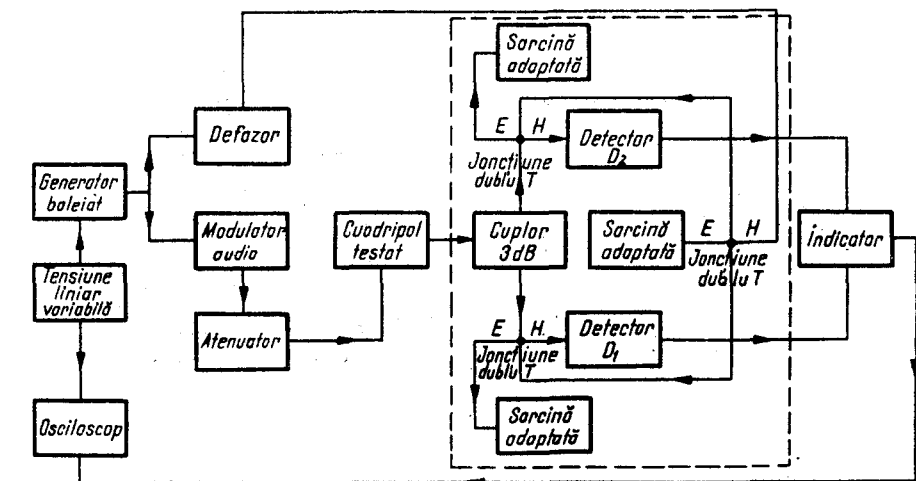 Sarcină
adaptată
Defazor
E H
Detector
D2
Joncțiune
dublu T
Generator
baleiat
Modulator
audio
Cuadripol
testat
Cuplor
3dB
Sarcină
adaptată
E H
Joncțiune
dublu T
Indicator
Tensiune
liniar
variabilă
Atenuator
E H
Detector
D1
Joncțiune
dublu T
Osciloscop
Sarcină
adaptată